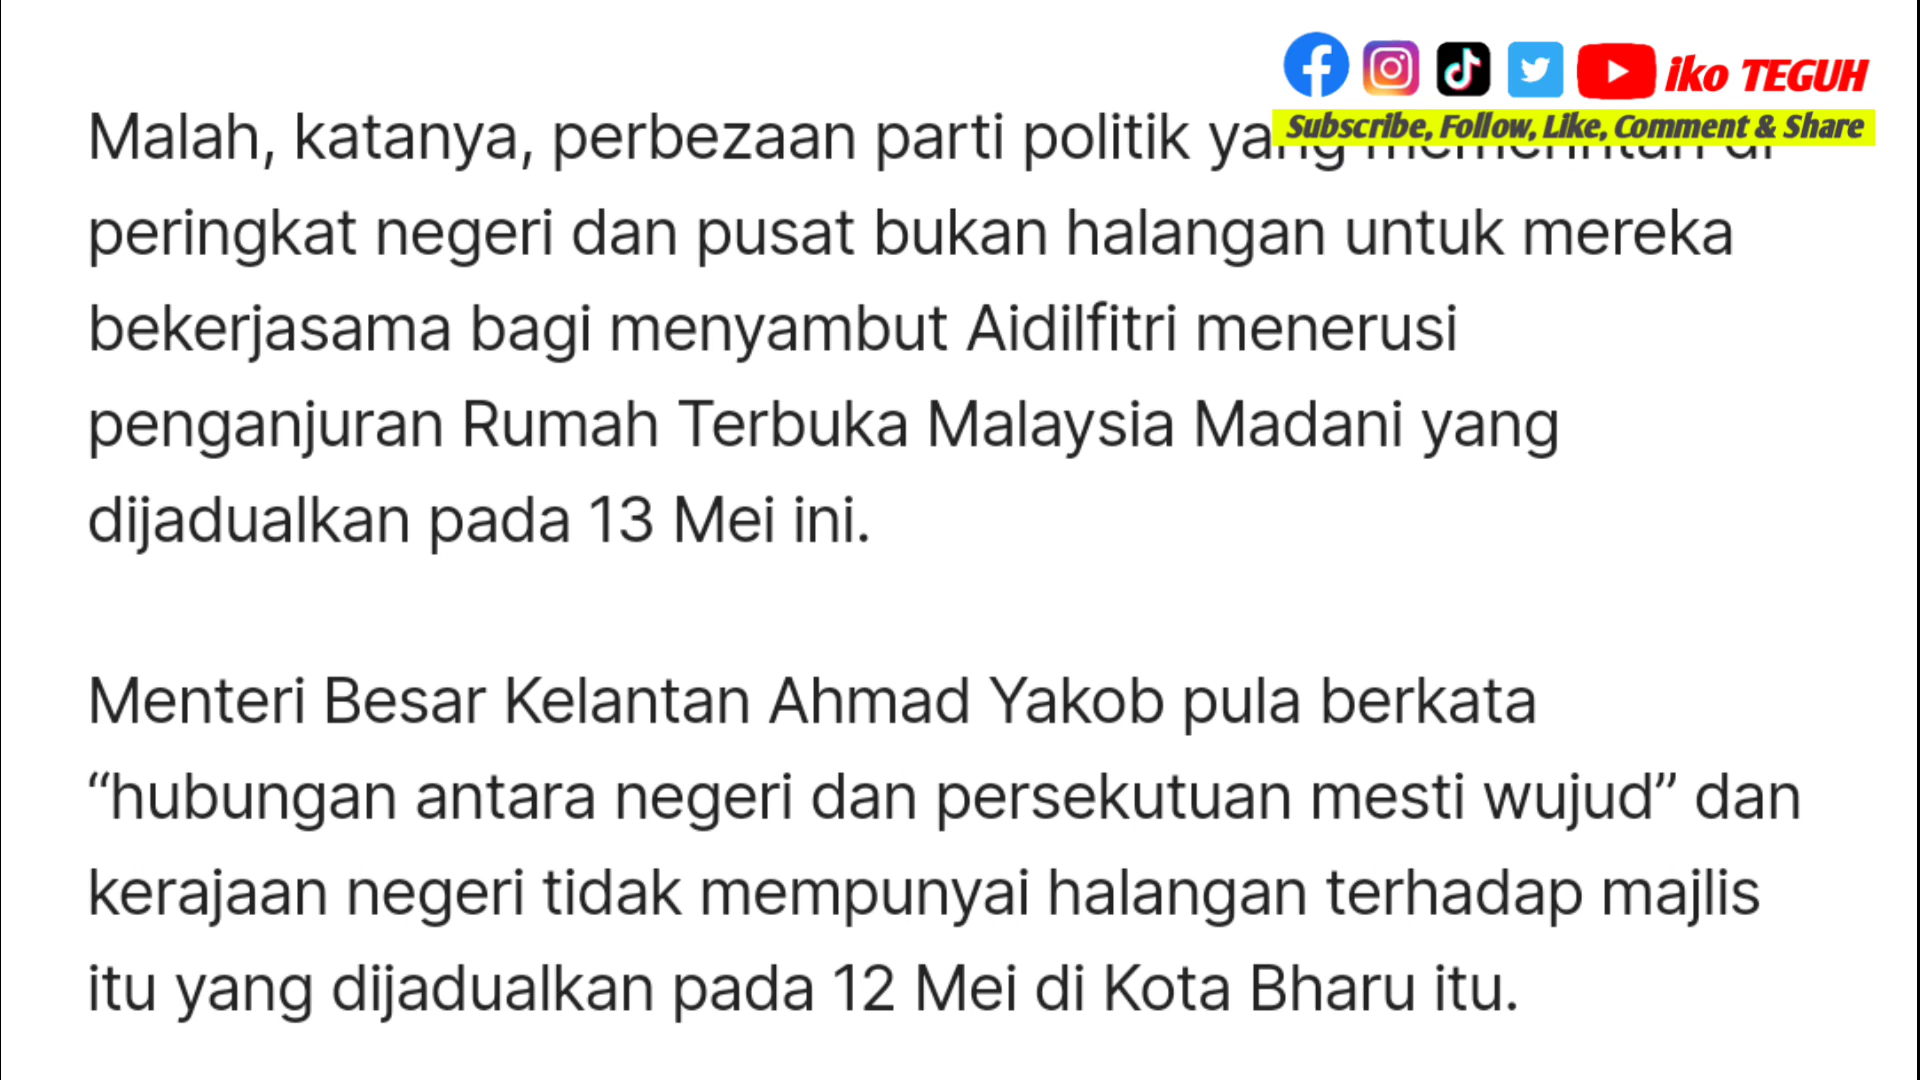 iko TEGUH
Subscribe, Follow, Like, Comment & Share
Malah, katanya, perbezaan parti politik yang memerintah di
peringkat negeri dan pusat bukan halangan untuk mereka
bekerjasama bagi menyambut Aidilfitri menerusi
penganjuran Rumah Terbuka Malaysia Madani yang
dijadualkan pada 13 Mei ini.
Menteri Besar Kelantan Ahmad Yakob pula berkata
“hubungan antara negeri dan persekutuan mesti wujud” dan
kerajaan negeri tidak mempunyai halangan terhadap majlis
itu yang dijadualkan pada 12 Mei di Kota Bharu itu.